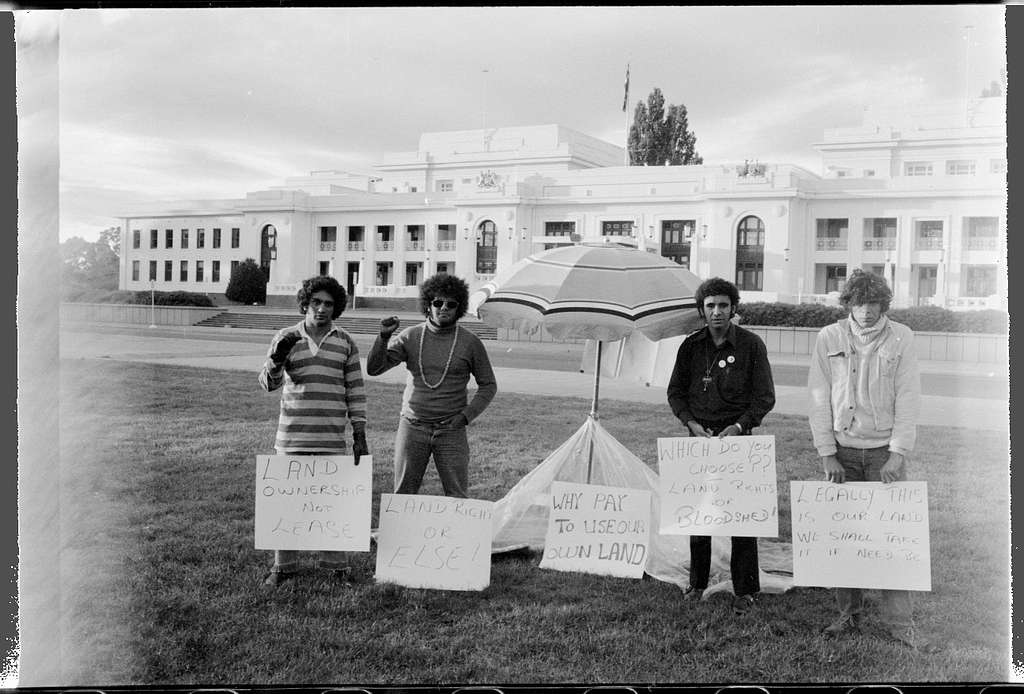 LAND
OWNERSHIP
NOT
LEASE
LAND RIGHTS
OR
ELSE!
WHY PAY
TO USE OUR
OWN LAND
WHICH DO YOU
CHOOSE??
LAND RIGHTS
OR
BLOODSHED!
LEGALLY THIS
IS OUR LAND
WE SHALL TAKE
IT IF NEED BE